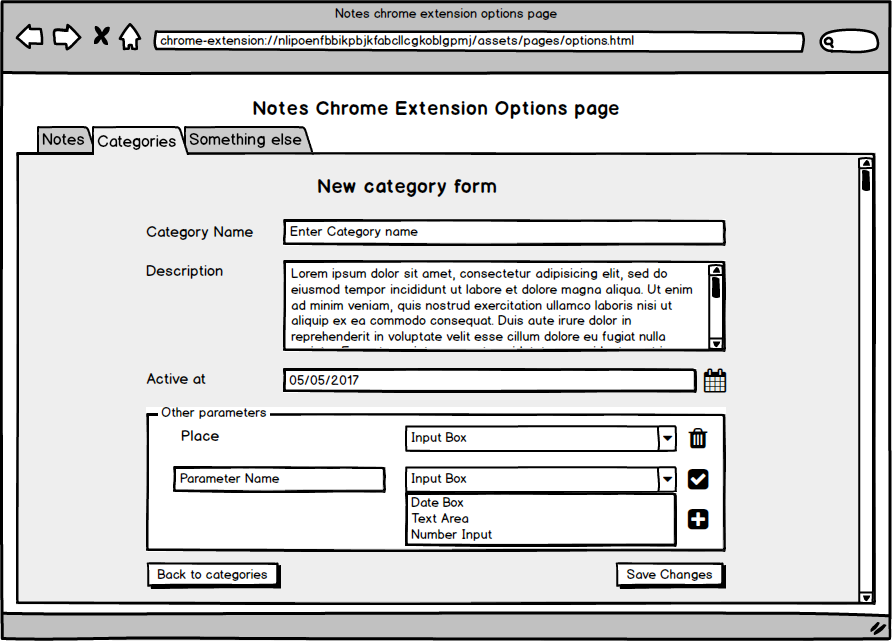 Notes chrome extension options page
chrome-extension://nlipoenfbbikpbjkfabcllcgkoblgpmj/assets/pages/options.html
Notes Chrome Extension Options page
Notes Categories Something else
New category form
Category Name Enter Category name
Description
Lorem ipsum dolor sit amet, consectetur adipisicing elit, sed do
eiusmod tempor incididunt ut labore et dolore magna aliqua. Ut enim
ad minim veniam, quis nostrud exercitation ullamco laboris nisi ut
aliquip ex ea commodo consequat. Duis aute irure dolor in
reprehenderit in voluptate velit esse cillum dolore eu fugiat nulla
Active at 05/05/2017
Other parameters
Place Input Box
Parameter Name Input Box
Date Box
Text Area
Number Input
Back to categories Save Changes